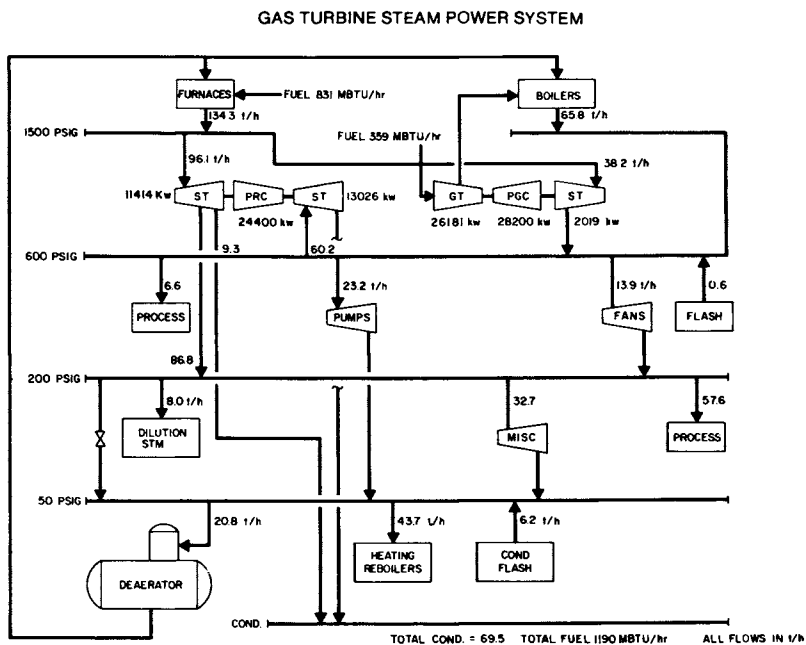 GAS TURBINE STEAM POWER SYSTEM
FURNACES
FUEL 831 MBTU/hr
BOILERS
134.3 t/h
65.8 t/h
1500 PSIG
FUEL 359 MBTU/hr
96.1 t/h
38.2 t/h
11414 Kw
ST
PRC
ST
13026 kw
GT
PGC
ST
24400 kw
26181 kw
28200 kw
2019 kw
9.3
60.2
600 PSIG
6.6
23.2 t/h
13.9 t/h
0.6
PROCESS
PUMPS
FANS
FLASH
86.8
200 PSIG
8.0 t/h
32.7
57.6
DILUTION
STM
MISC
PROCESS
50 PSIG
20.8 t/h
43.7 t/h
6.2 t/h
HEATING
REBOILERS
COND
FLASH
DEAERATOR
COND.
TOTAL COND. = 69.5 TOTAL FUEL 1190 MBTU/hr ALL FLOWS IN t/h